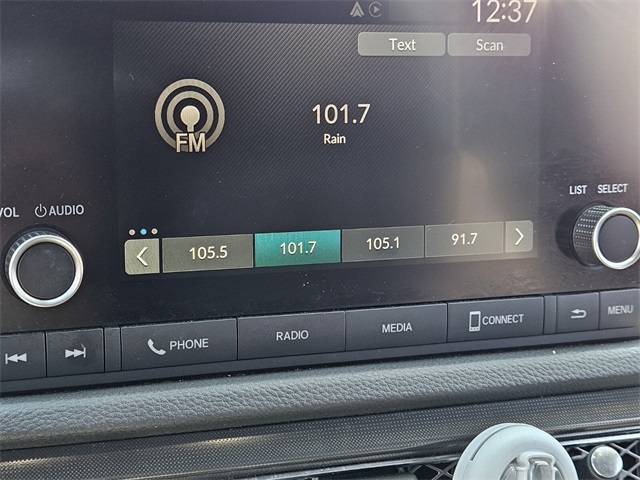 12:37
Text Scan
101.7
Rain
FM
LIST SELECT
VOL AUDIO
105.5 101.7 105.1 91.7
PHONE RADIO MEDIA CONNECT MENU